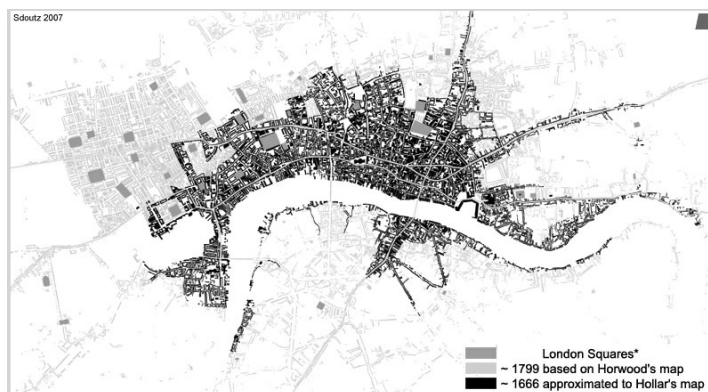 Sdoutz 2007
London Squares*
~ 1799 based on Horwood's map
~ 1666 approximated to Hollar's map